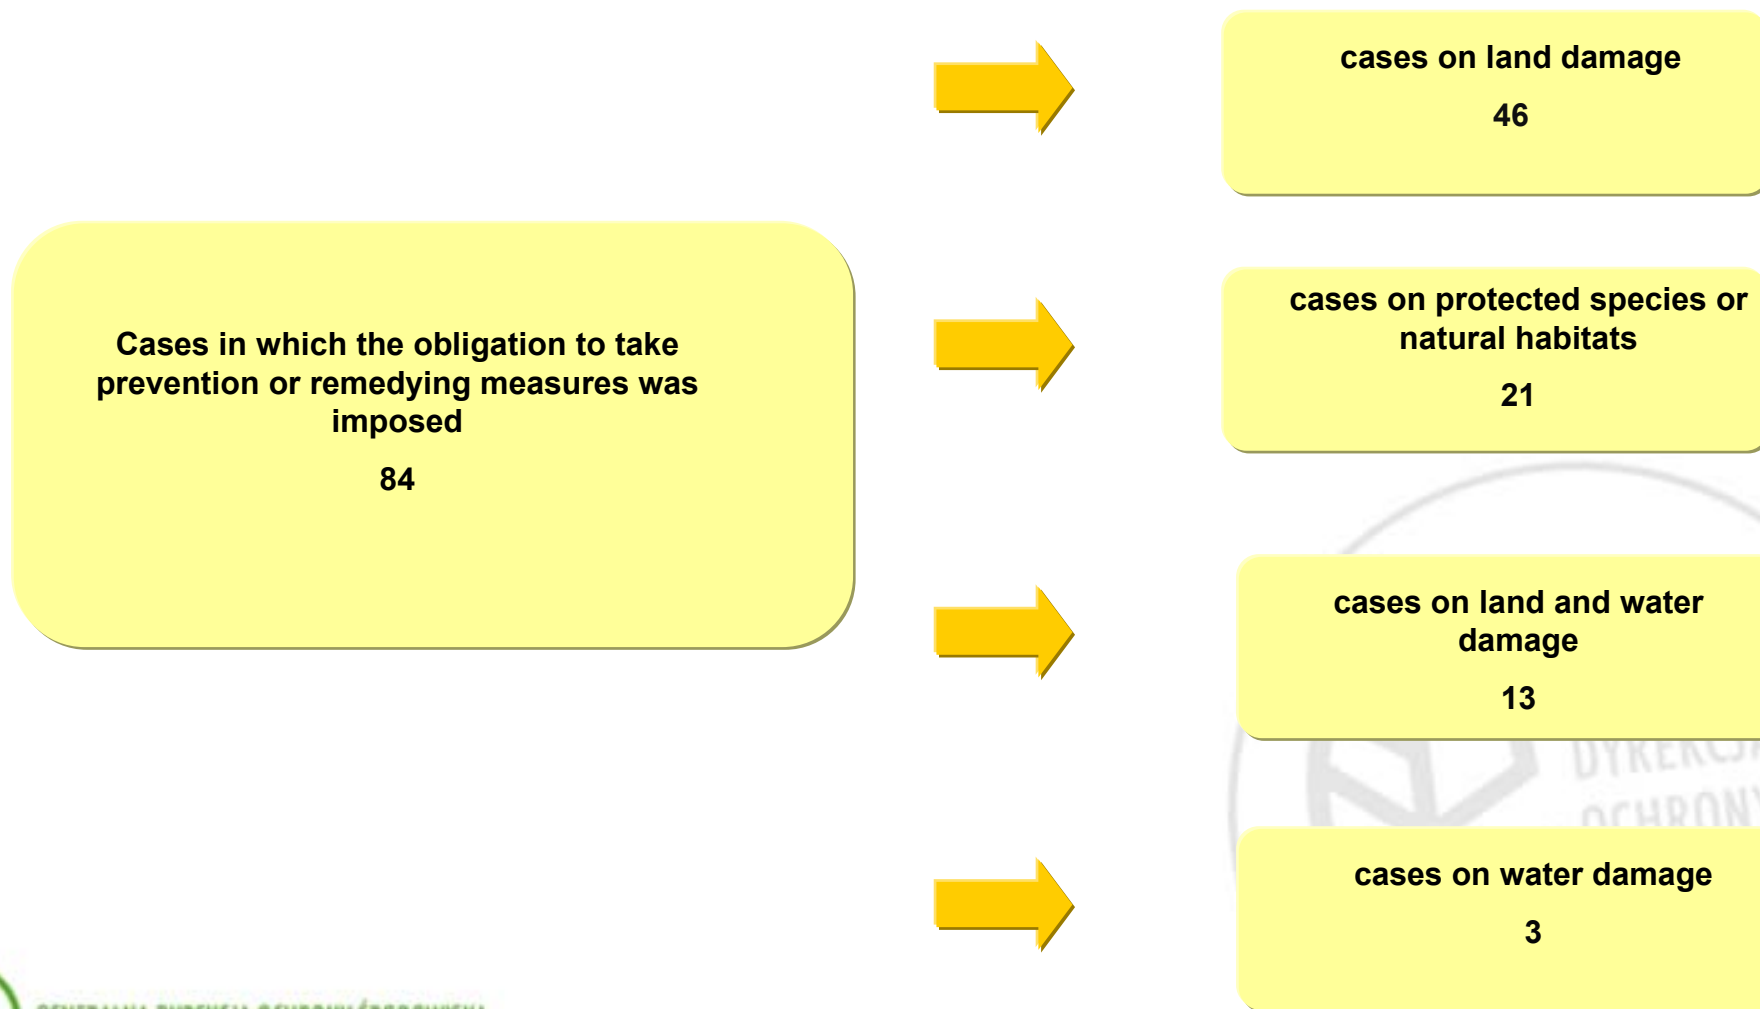 cases on land damage
46
Cases in which the obligation to take
prevention or remedying measures was
imposed
84
cases on protected species or
natural habitats
21
cases on land and water
damage
13
DYREKCJA
OCHRONY
cases on water damage
3